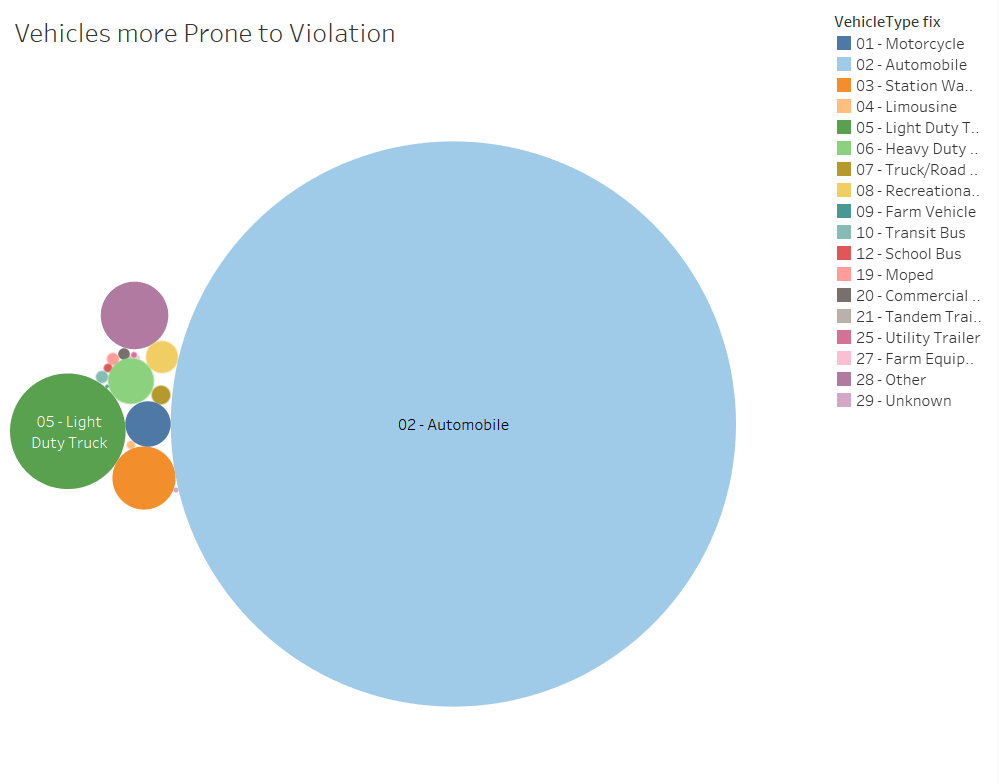 Vehicles more Prone to Violation
VehicleType fix
01 - Motorcycle
02 - Automobile
03 - Station Wa..
04 - Limousine
05 - Light Duty T..
06 - Heavy Duty ..
07 - Truck/Road ..
08 - Recreationa..
09 - Farm Vehicle
10 - Transit Bus
12 - School Bus
19 - Moped
20 - Commercial ..
21 - Tandem Trai..
25 - Utility Trailer
27 - Farm Equip..
28 - Other
29 - Unknown
05 - Light
Duty Truck
02 - Automobile